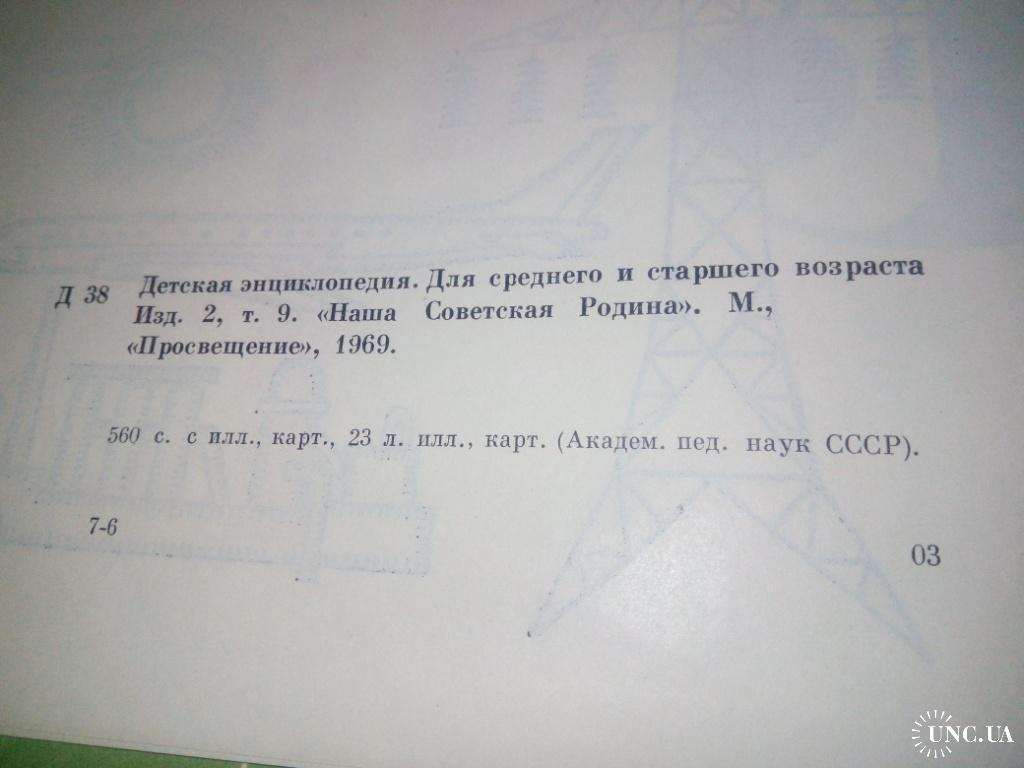 Д 38 Детская энциклопедия. Для среднего и старшего возраста
Изд. 2, т. 9. «Наша Советская Родина». М.,
«Просвещение», 1969.
560 с. с илл., карт., 23 л. илл., карт. (Академ. пед. наук СССР).
7-6
03
UNC.UA